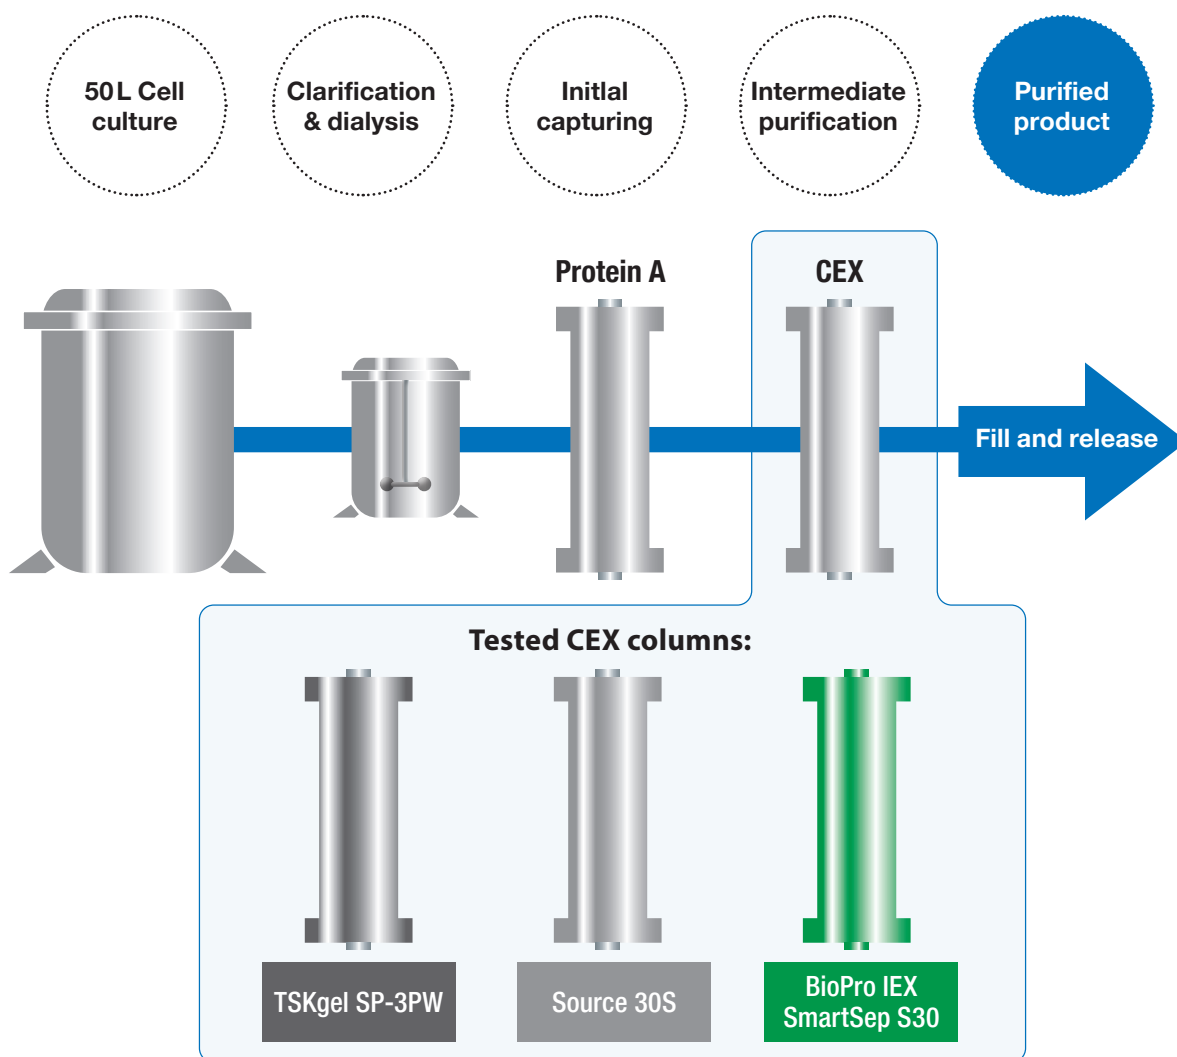 50 L Cell
culture
Clarification
& dialysis
Initlal
capturing
Intermediate
purification
Purified
product
Protein A
CEX
Fill and release
Tested CEX columns:
TSKgel SP-3PW
Source 30S
BioPro IEX
SmartSep S30